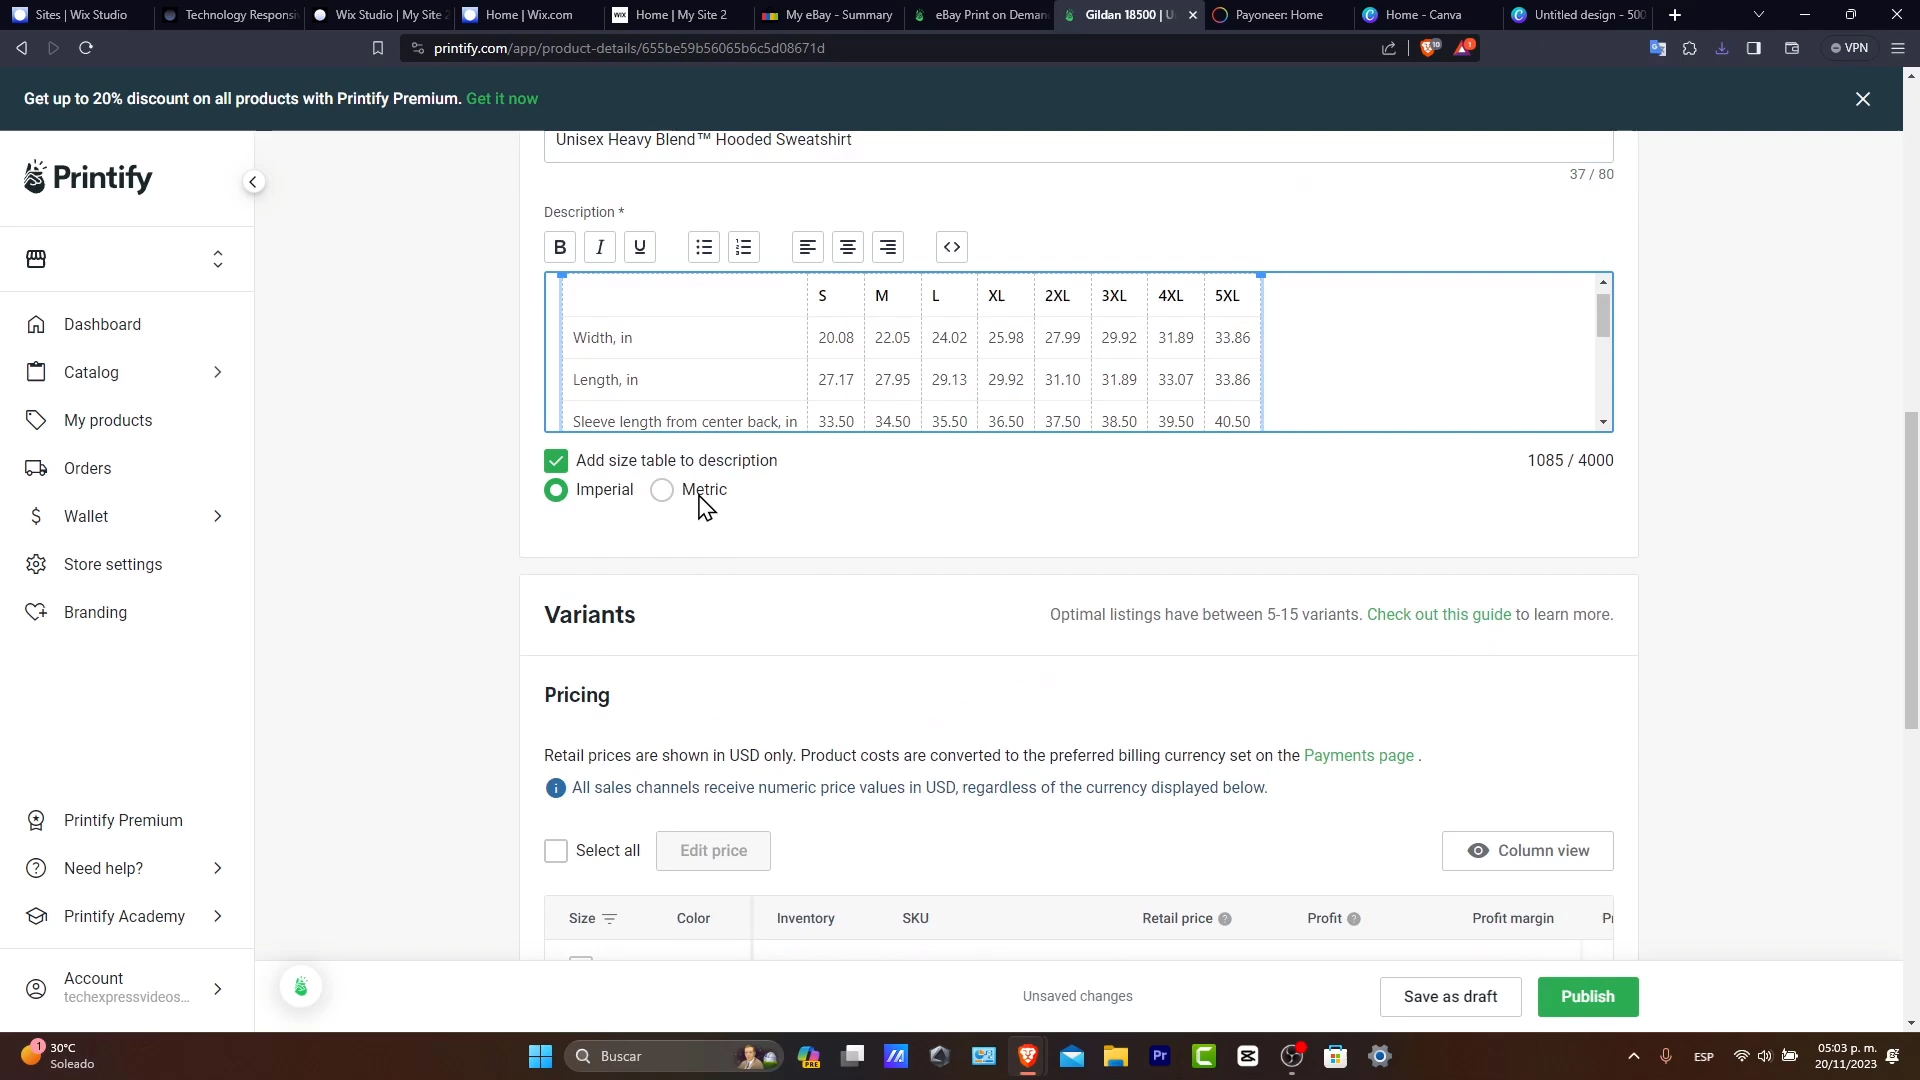 Sites | Wix Studio
Technology Responsiv
Wix Studio | My Site 2
Home | Wix.com
WIX Home | My Site 2
My eBay - Summary
eBay Print on Deman
Gildan 18500 | U
Payoneer: Home
Home - Canva
Untitled design - 500
printify.com/app/product-details/655be59b56065b6c5d08671d
VPN
Get up to 20% discount on all products with Printify Premium. Get it now
Printify
Dashboard
Catalog
My products
Orders
Wallet
Store settings
Branding
Printify Premium
Need help?
Printify Academy
Account
techexpressvideos...
Unisex Heavy Blend™ Hooded Sweatshirt
37 / 80
Description *
B I U
S M L XL 2XL 3XL 4XL 5XL
Width, in 20.08 22.05 24.02 25.98 27.99 29.92 31.89 33.86
Length, in 27.17 27.95 29.13 29.92 31.10 31.89 33.07 33.86
Sleeve length from center back, in 33.50 34.50 35.50 36.50 37.50 38.50 39.50 40.50
Add size table to description
1085 / 4000
Imperial Metric
Variants
Optimal listings have between 5-15 variants. Check out this guide to learn more.
Pricing
Retail prices are shown in USD only. Product costs are converted to the preferred billing currency set on the Payments page .
All sales channels receive numeric price values in USD, regardless of the currency displayed below.
Select all
Edit price
Column view
Size Color Inventory SKU Retail price Profit Profit margin
Unsaved changes
Save as draft
Publish
1 30°C
Soleado
Buscar
PRE
Pr
ESP
05:03 p. m.
20/11/2023